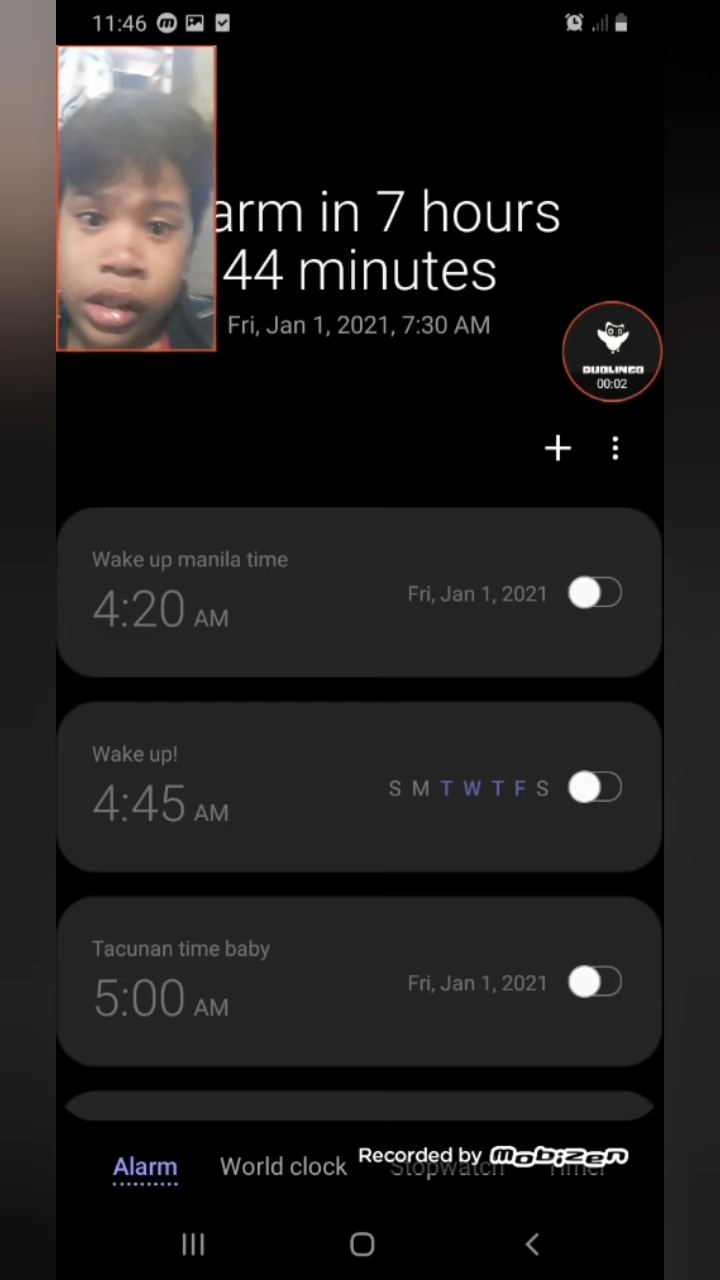 11:46
arm in 7 hours
44 minutes
Fri, Jan 1, 2021, 7:30 AM
DUOLINGO
00:02
Wake up manila time
4:20 AM
Fri, Jan 1, 2021
Wake up!
4:45 AM
S M T W T F S
Tacunan time baby
5:00 AM
Fri, Jan 1, 2021
Alarm
World clock
Stopwatch
Timer
Recorded by Mobizen